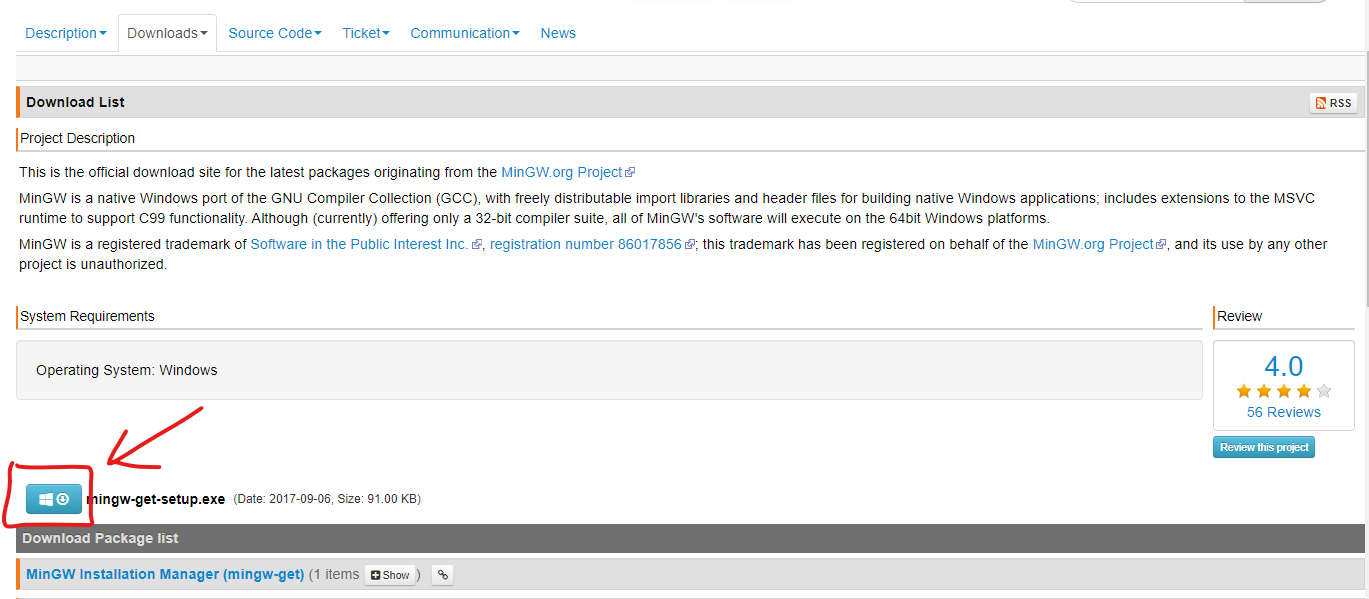 Description Downloads Source Code Ticket Communication News
Download List RSS
Project Description
This is the official download site for the latest packages originating from the MinGW.org Project
MinGW is a native Windows port of the GNU Compiler Collection (GCC), with freely distributable import libraries and header files for building native Windows applications; includes extensions to the MSVC
runtime to support C99 functionality. Although (currently) offering only a 32-bit compiler suite, all of MinGW's software will execute on the 64bit Windows platforms.
MinGW is a registered trademark of Software in the Public Interest Inc. , registration number 86017856 ; this trademark has been registered on behalf of the MinGW.org Project , and its use by any other
project is unauthorized.
System Requirements Review
Operating System: Windows
4.0
56 Reviews
Review this project
mingw-get-setup.exe (Date: 2017-09-06, Size: 91.00 KB)
Download Package list
MinGW Installation Manager (mingw-get) (1 items Show )